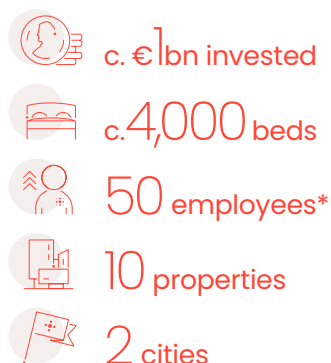 c. €1bn invested
c.4,000 beds
50 employees*
10 properties
2 cities